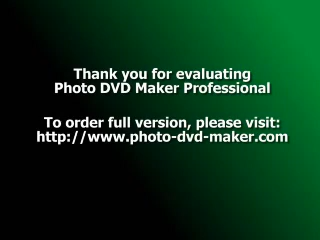 Thank you for evaluating
Photo DVD Maker Professional
To order full version, please visit:
http://www.photo-dvd-maker.com